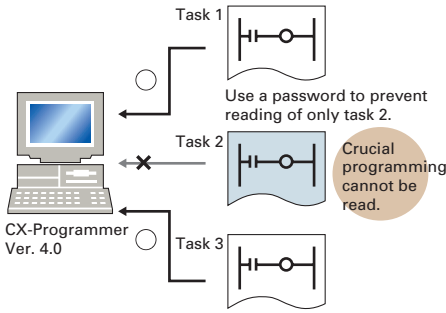 Task 1
Use a password to prevent
reading of only task 2.
Task 2
Crucial
programming
cannot be
read.
CX-Programmer
Ver. 4.0
Task 3